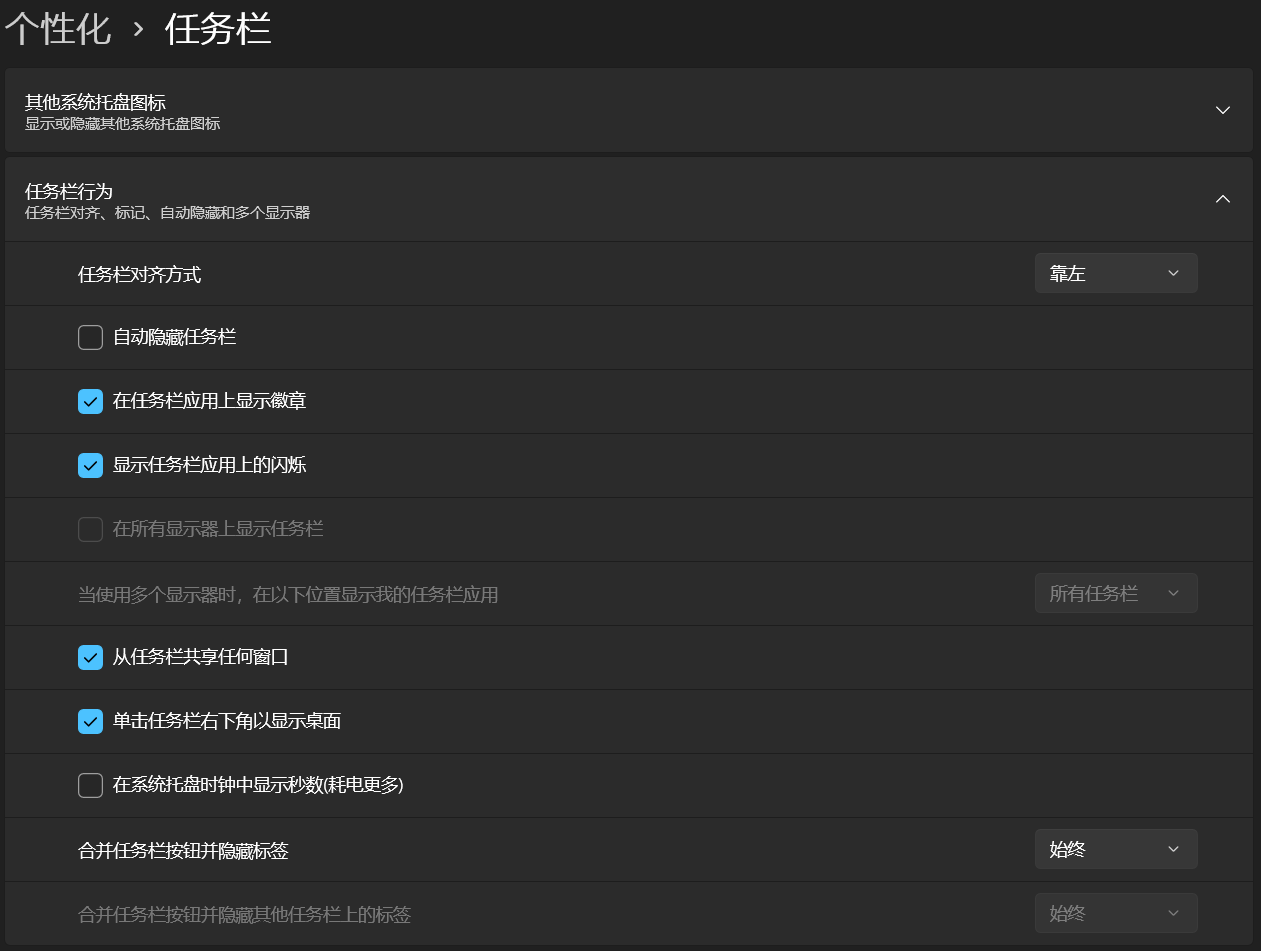 个性化 › 任务栏
其他系统托盘图标
显示或隐藏其他系统托盘图标
任务栏行为
任务栏对齐、标记、自动隐藏和多个显示器
任务栏对齐方式 靠左
自动隐藏任务栏
在任务栏应用上显示徽章
显示任务栏应用上的闪烁
在所有显示器上显示任务栏
当使用多个显示器时，在以下位置显示我的任务栏应用 所有任务栏
从任务栏共享任何窗口
单击任务栏右下角以显示桌面
在系统托盘时钟中显示秒数(耗电更多)
合并任务栏按钮并隐藏标签 始终
合并任务栏按钮并隐藏其他任务栏上的标签 始终